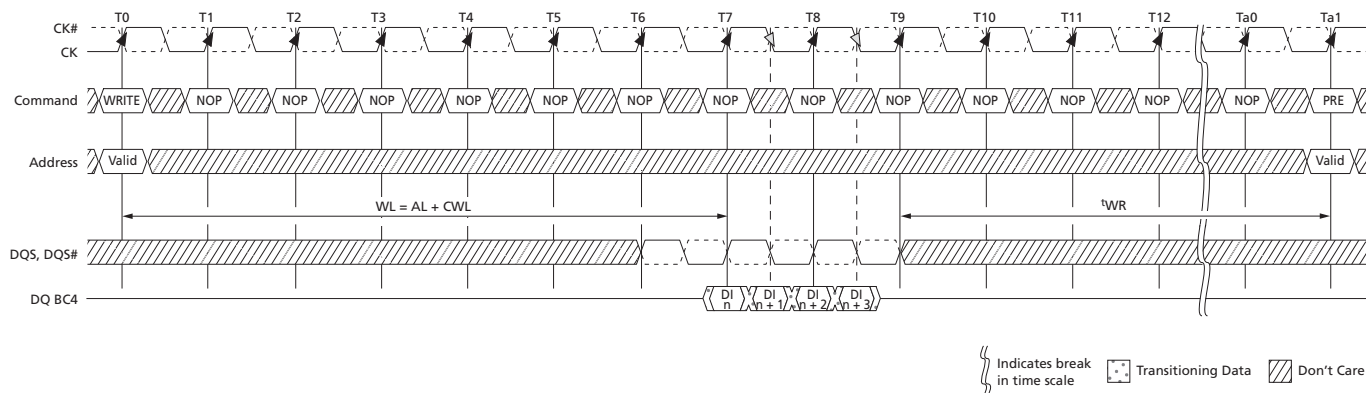 T0 T1 T2 T3 T4 T5 T6 T7 T8 T9 T10 T11 T12 Ta0 Ta1
CK#
CK
Command WRITE NOP NOP NOP NOP NOP NOP NOP NOP NOP NOP NOP NOP NOP PRE
Address Valid Valid
WL = AL + CWL tWR
DQS, DQS#
DQ BC4 DI n DI n + 1 DI n + 2 DI n + 3
Indicates break in time scale Transitioning Data Don't Care